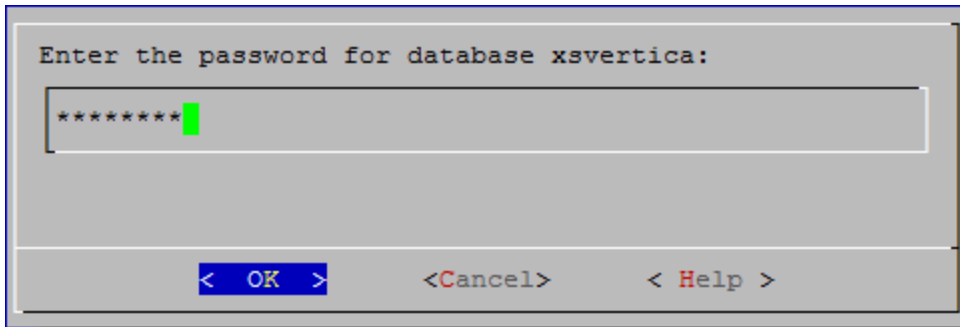 Enter the password for database xsvertica:
********
< OK > <Cancel> < Help >